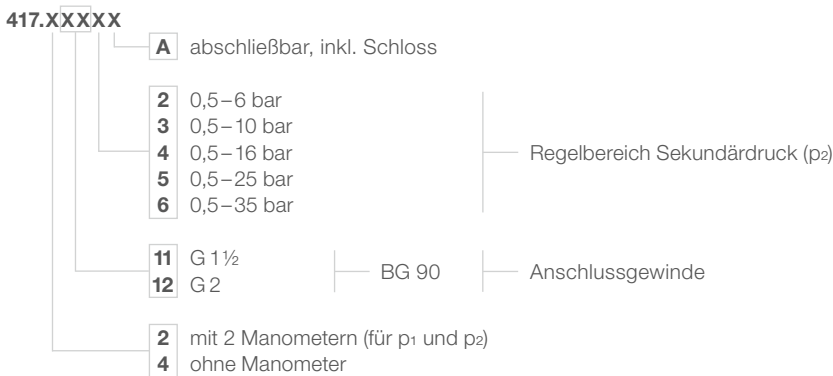 417.XXXXX
A abschließbar, inkl. Schloss
2 0,5–6 bar
3 0,5–10 bar
4 0,5–16 bar Regelbereich Sekundärdruck (p₂)
5 0,5–25 bar
6 0,5–35 bar
11 G 1½
BG 90 Anschlussgewinde
12 G 2
2 mit 2 Manometern (für p₁ und p₂)
4 ohne Manometer